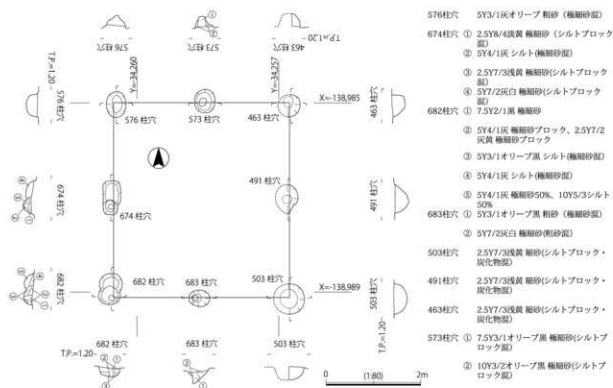 576 柱穴
573 柱穴
463 柱穴
T.P.=1.20
T.P.=1.20
Y=-34,260
Y=-34,257
X=-138,985
576 柱穴
463 柱穴
576 柱穴
573 柱穴
463 柱穴
674 柱穴
491 柱穴
491 柱穴
674 柱穴
682 柱穴
682 柱穴
683 柱穴
503 柱穴
X=-138,989
503 柱穴
T.P.=1.20
T.P.=1.20
682 柱穴
683 柱穴
503 柱穴
0
(1:80)
2m
576柱穴 5Y3/1灰オリーブ 粗砂（極細砂混）
674柱穴 ① 2.5Y8/4淡黄 極細砂（シルトブロック
混）
② 5Y4/1灰 シルト(極細砂混)
③ 2.5Y7/3浅黄 極細砂(シルトブロック
混）
④ 5Y7/2灰白 極細砂(シルトブロック
混）
682柱穴 ① 7.5Y2/1黒 極細砂
② 5Y4/1灰 極細砂ブロック、2.5Y7/2
灰黄 極細砂ブロック
③ 5Y3/1オリーブ黒 シルト(極細砂混)
④ 5Y4/1灰 シルト(極細砂混)
⑤ 5Y4/1灰 極細砂50%、10Y5/3シルト
50%
683柱穴 ① 5Y3/1オリーブ黒 粗砂（極細砂混）
② 5Y7/2灰白 極細砂(粗砂混)
503柱穴 2.5Y7/3浅黄 細砂(シルトブロック・
炭化物混）
491柱穴 2.5Y7/3浅黄 細砂(シルトブロック・
炭化物混）
463柱穴 2.5Y7/3浅黄 細砂(シルトブロック・
炭化物混）
573柱穴 ① 7.5Y3/1オリーブ黒 極細砂(シルトブ
ロック混）
② 10Y3/2オリーブ黒 極細砂(シルトブ
ロック混）